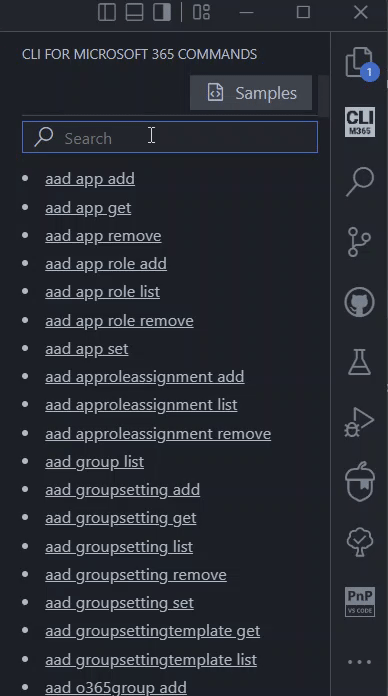 CLI FOR MICROSOFT 365 COMMANDS
Samples
Search
aad app add
aad app get
aad app remove
aad app role add
aad app role list
aad app role remove
aad app set
aad approleassignment add
aad approleassignment list
aad approleassignment remove
aad group list
aad groupsetting add
aad groupsetting get
aad groupsetting list
aad groupsetting remove
aad groupsetting set
aad groupsettingtemplate get
aad groupsettingtemplate list
aad o365group add
1
CLI
M365
PnP
VS CODE